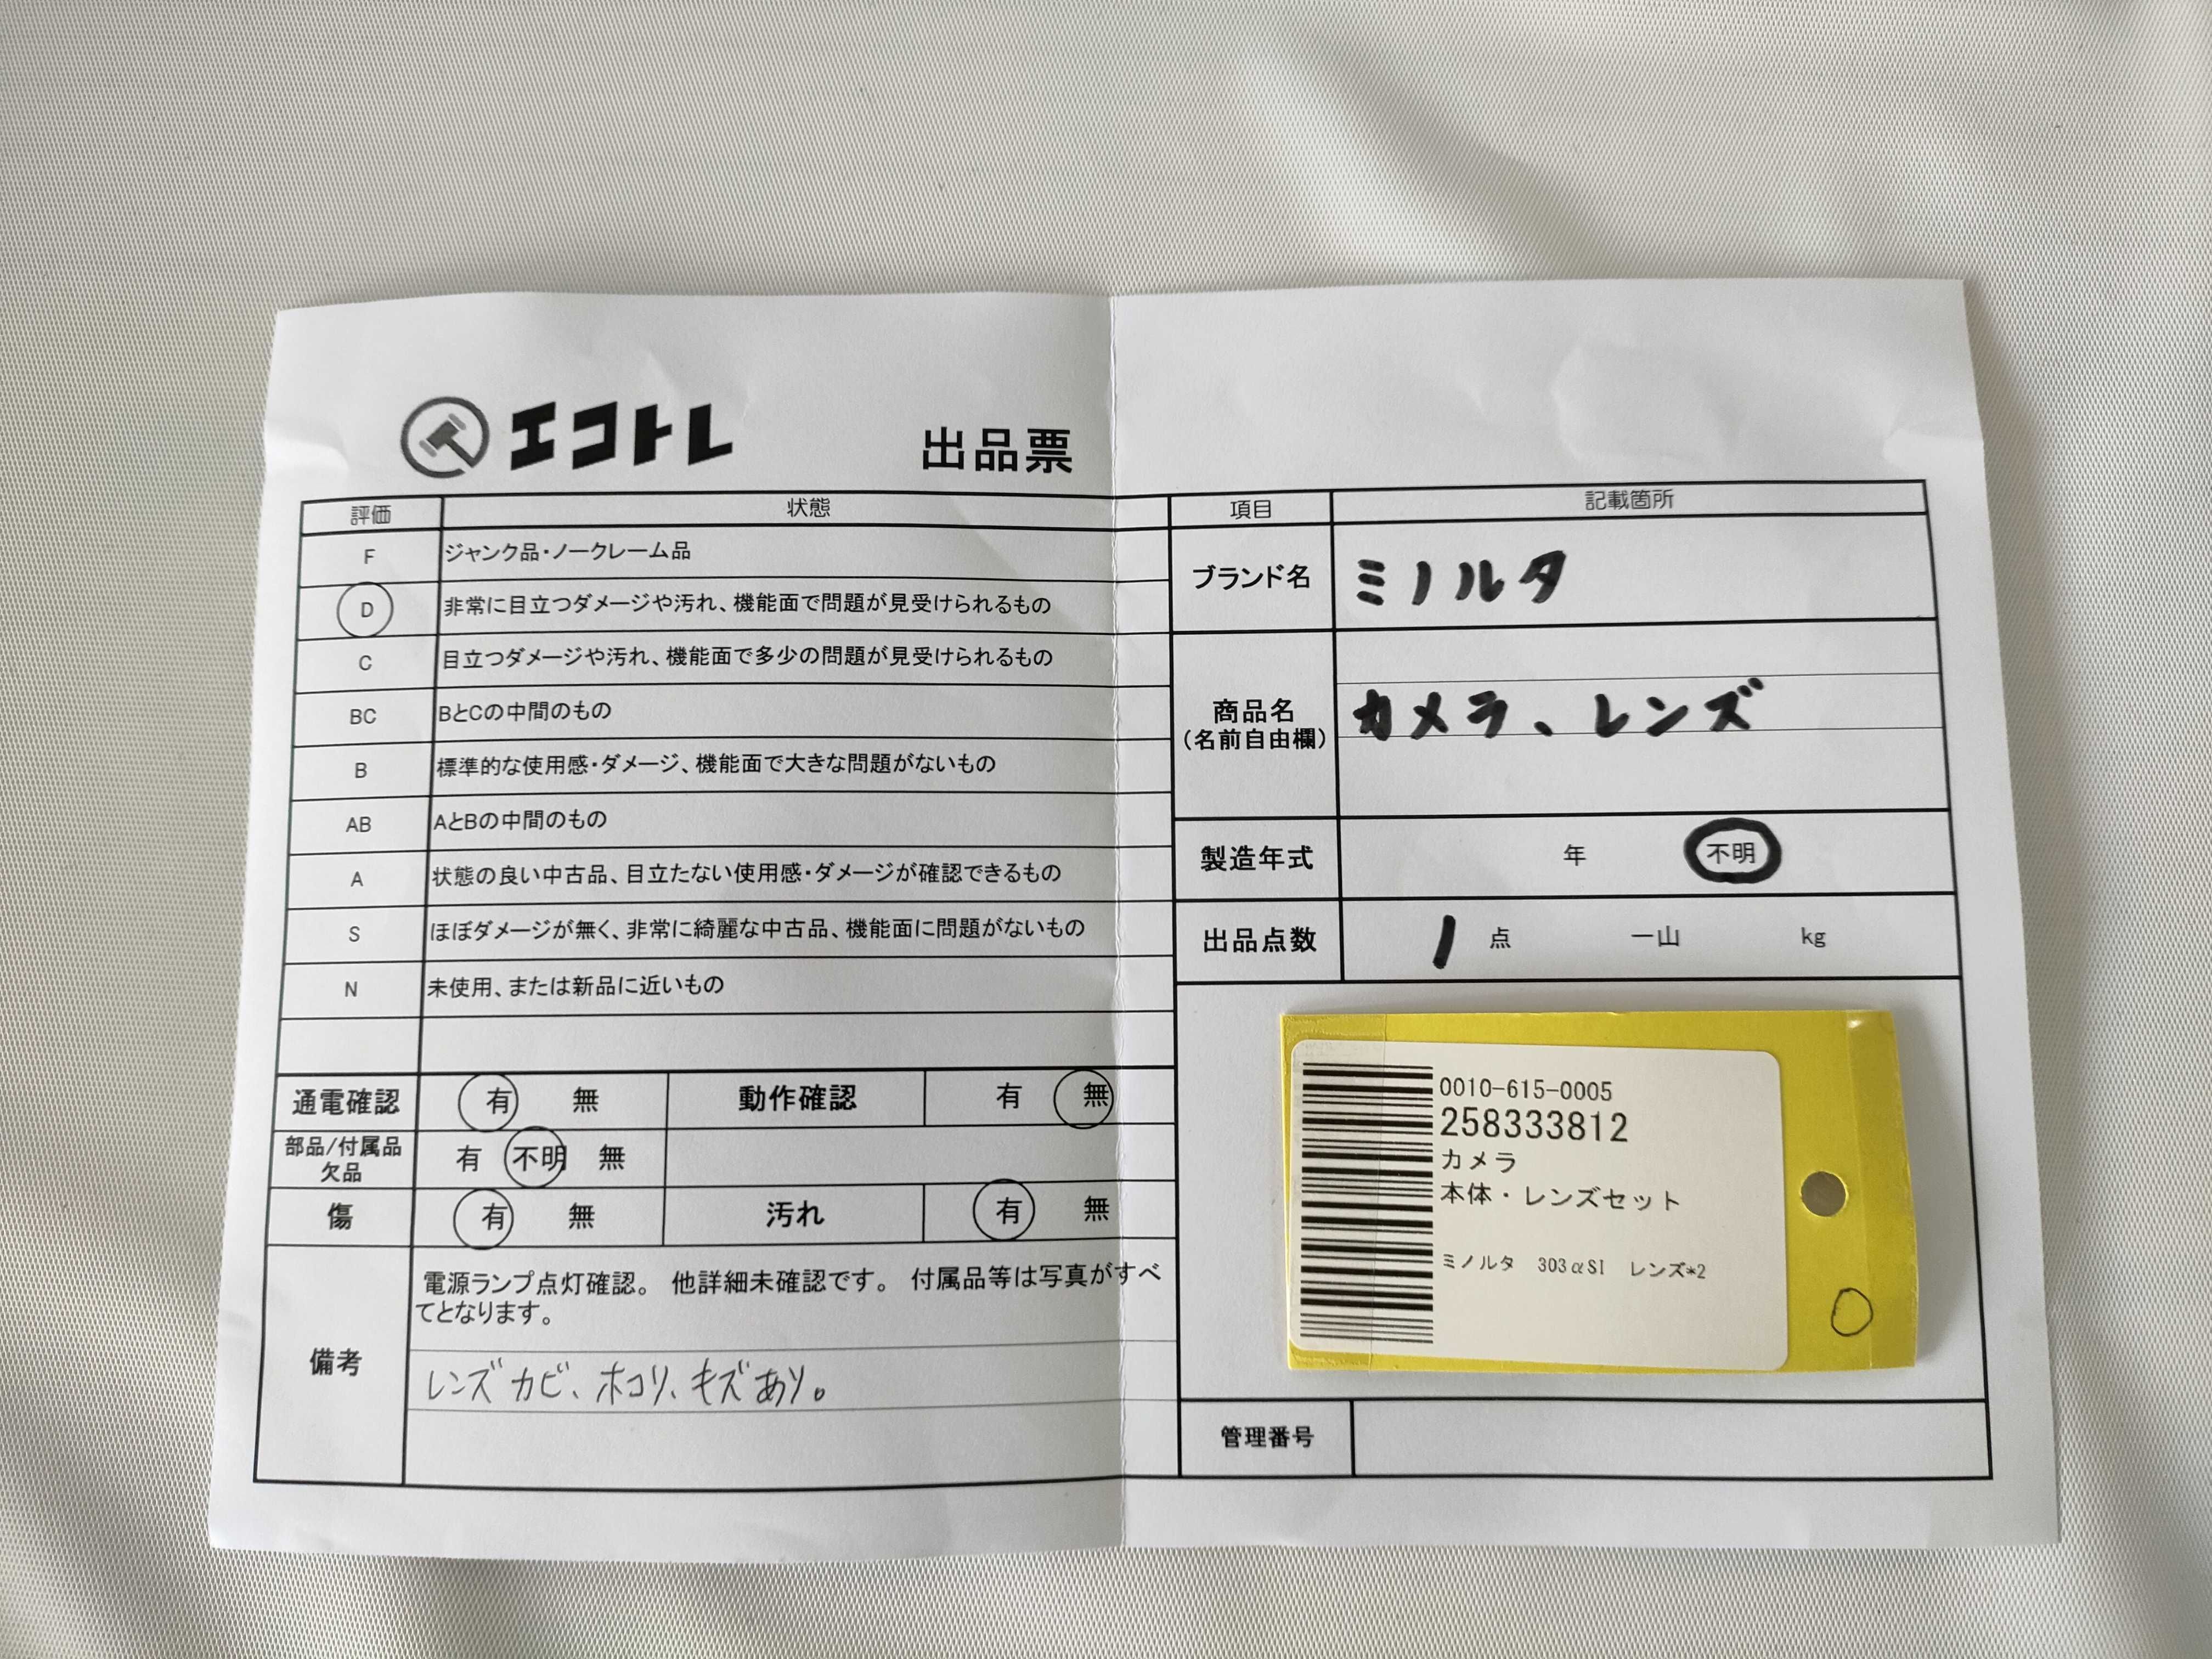 エコトレ 出品票
評価 状態
F ジャンク品・ノークレーム品
D 非常に目立つダメージや汚れ、機能面で問題が見受けられるもの
C 目立つダメージや汚れ、機能面で多少の問題が見受けられるもの
BC BとCの中間のもの
B 標準的な使用感・ダメージ、機能面で大きな問題がないもの
AB AとBの中間のもの
A 状態の良い中古品、目立たない使用感・ダメージが確認できるもの
S ほぼダメージが無く、非常に綺麗な中古品、機能面に問題がないもの
N 未使用、または新品に近いもの
通電確認 有 無 動作確認 有 無
部品/付属品
欠品 有 不明 無
傷 有 無 汚れ 有 無
備考
電源ランプ点灯確認。 他詳細未確認です。 付属品等は写真がすべ
てとなります。
レンズカビ、ホコリ、キズあり。
項目 記載箇所
ブランド名 ミノルタ
商品名
(名前自由欄)
カメラ、レンズ
製造年式 年 不明
出品点数 1 点 一山 kg
0010-615-0005
258333812
カメラ
本体・レンズセット
ミノルタ 303αSI レンズ*2
管理番号